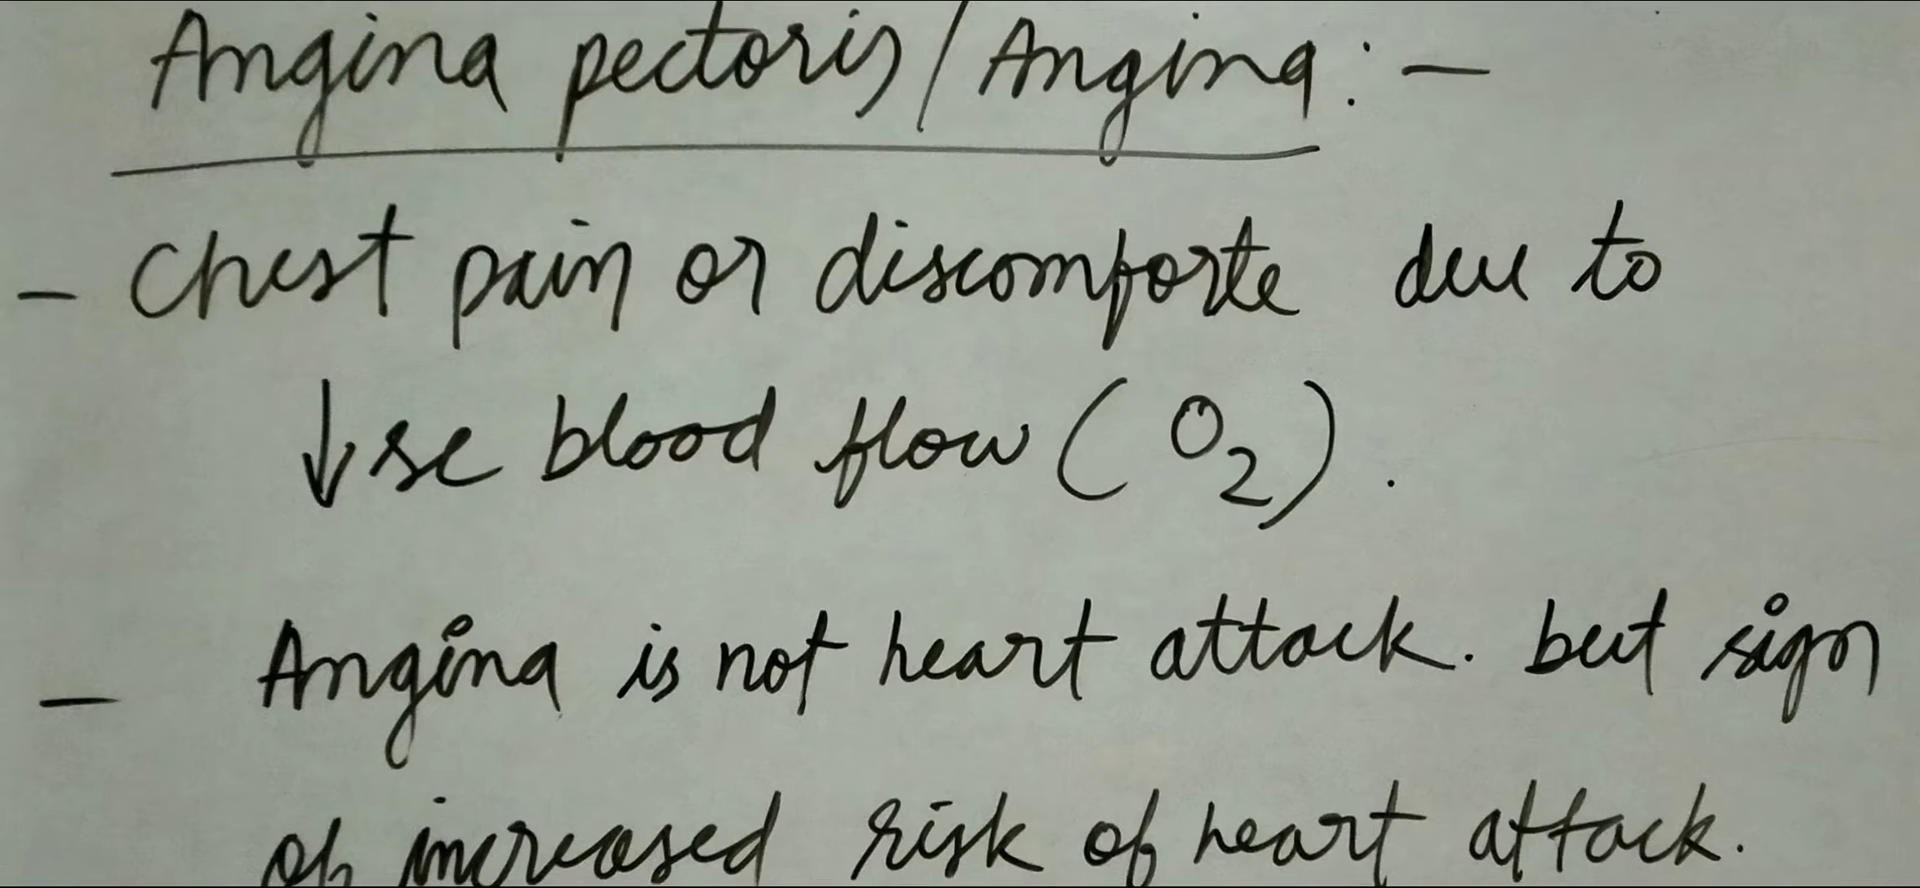 Angina pectoris/Angina:-
- Chest pain or discomforte due to
↓se blood flow (O₂).
- Angina is not heart attack. but sign
of increased risk of heart attack.